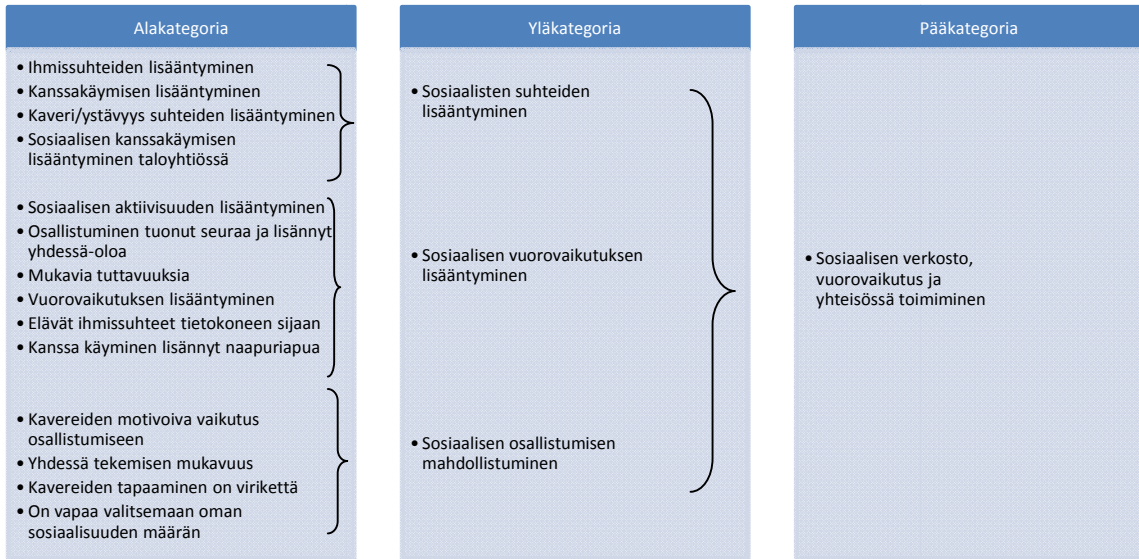 Alakategoria
• Ihmissuhteiden lisääntyminen
• Kanssakäymisen lisääntyminen
• Kaveri/ystävyys suhteiden lisääntyminen
• Sosiaalisen kanssakäymisen
lisääntyminen taloyhtiössä
• Sosiaalisen aktiivisuuden lisääntyminen
• Osallistuminen tuonut seuraa ja lisännyt
yhdessä-oloa
• Mukavia tuttavuuksia
• Vuorovaikutuksen lisääntyminen
• Elävät ihmissuhteet tietokoneen sijaan
• Kanssa käyminen lisännyt naapuriapua
• Kavereiden motivoiva vaikutus
osallistumiseen
• Yhdessä tekemisen mukavuus
• Kavereiden tapaaminen on virikettä
• On vapaa valitsemaan oman
sosiaalisuuden määrän
Yläkategoria
• Sosiaalisten suhteiden
lisääntyminen
• Sosiaalisen vuorovaikutuksen
lisääntyminen
• Sosiaalisen osallistumisen
mahdollistuminen
Pääkategoria
• Sosiaalisen verkosto,
vuorovaikutus ja
yhteisössä toimiminen